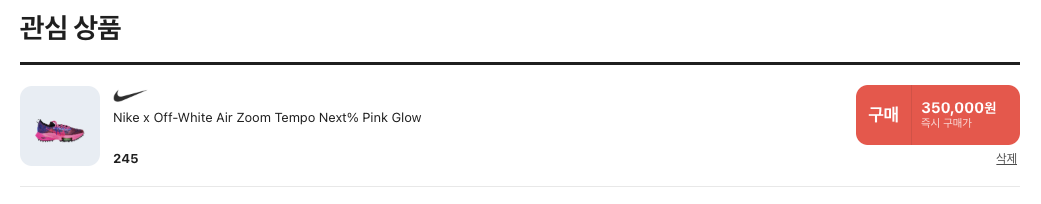 관심 상품
Nike x Off-White Air Zoom Tempo Next% Pink Glow
245
구매
350,000원
즉시 구매가
삭제